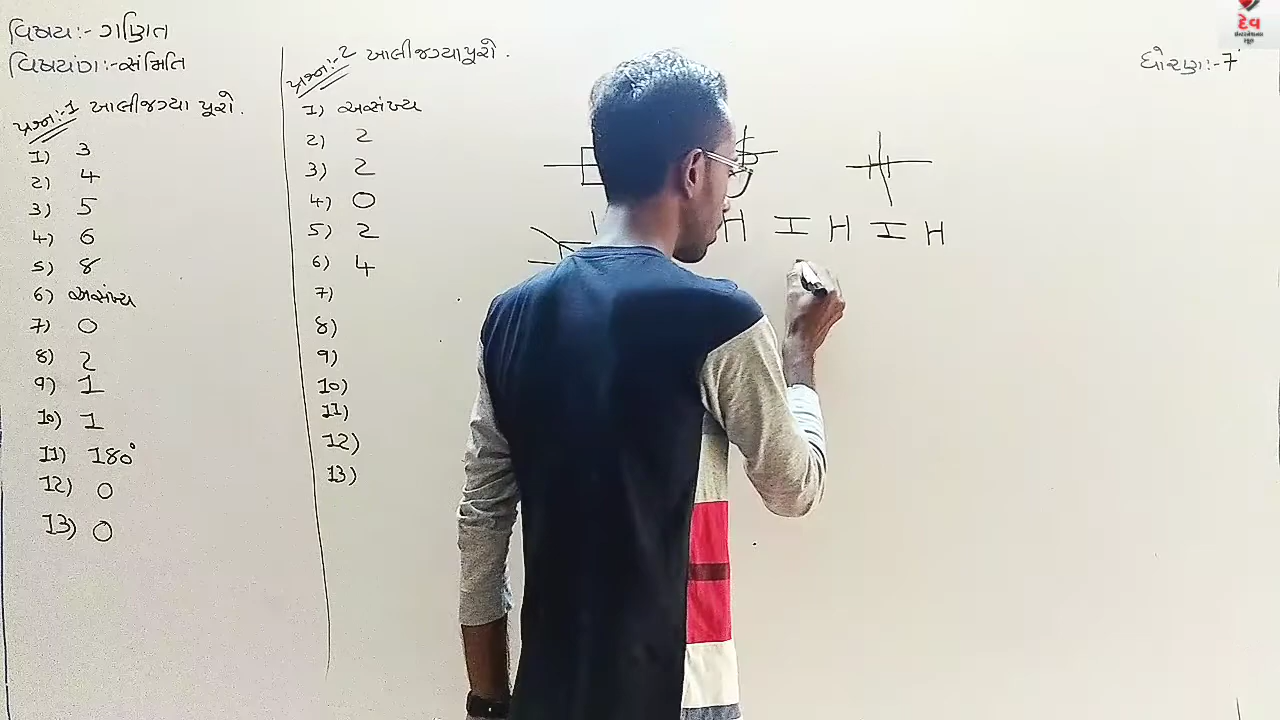 વિષય:- ગણિત
વિષયાંગ:-સંમિતિ
ધોરણ:-7
પ્રશ્ન:-1 ખાલીજગ્યા પૂરો.
1) 3
2) 4
3) 5
4) 6
5) 8
6) અસંખ્ય
7) 0
8) 2
9) 1
10) 1
11) 180°
12) 0
13) 0
પ્રશ્ન:-2 ખાલીજગ્યા પૂરો.
1) અસંખ્ય
2) 2
3) 2
4) 0
5) 2
6) 4
7)
8)
9)
10)
11)
12)
13)
H I H I H
દેવ